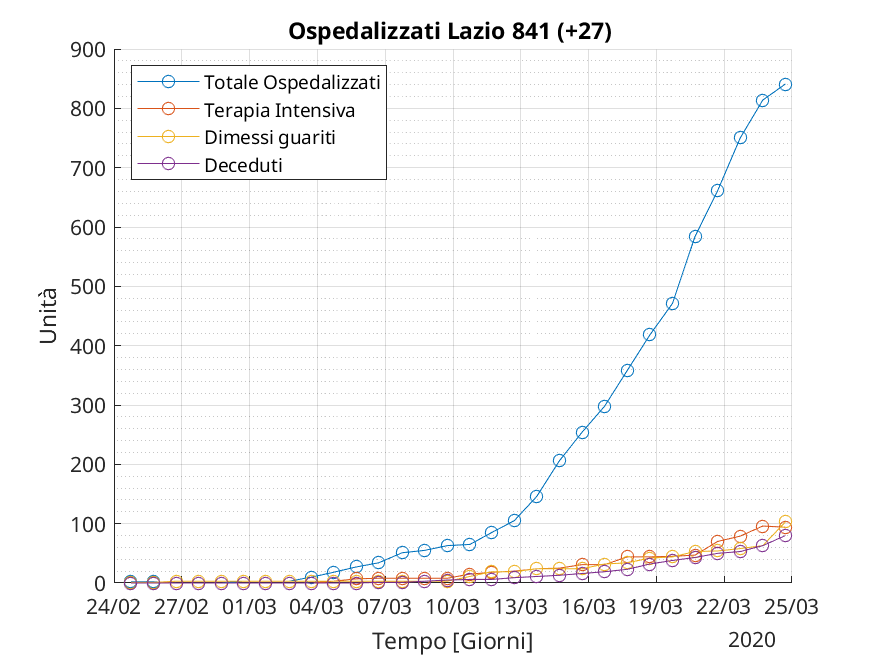 Ospedalizzati Lazio 841 (+27)
900
800
700
600
500
400
300
200
100
0
Unità
Totale Ospedalizzati
Terapia Intensiva
Dimessi guariti
Deceduti
24/02 27/02 01/03 04/03 07/03 10/03 13/03 16/03 19/03 22/03 25/03
Tempo [Giorni]
2020